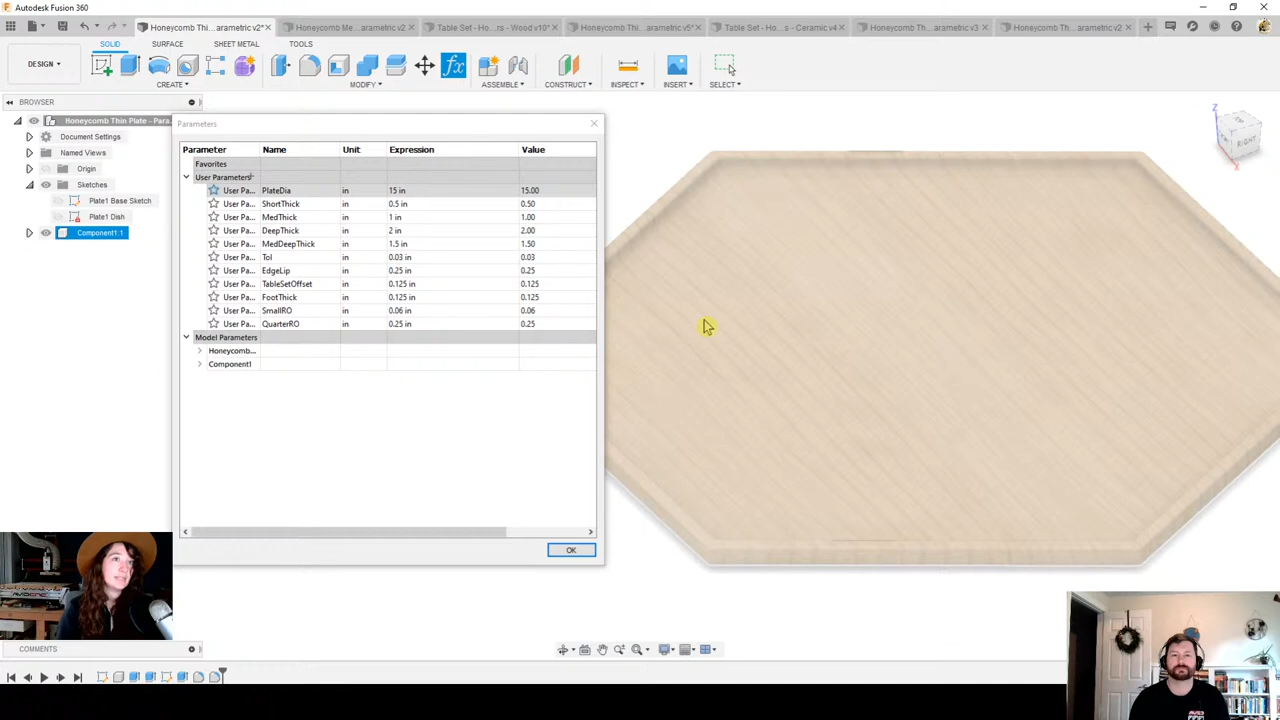 Autodesk Fusion 360
Honeycomb Th...arametric v2*
Honeycomb Me...arametric v2
Table Set - Ho...rs - Wood v10*
Honeycomb Thi...arametric v5*
Table Set - Ho...s - Ceramic v4
Honeycomb Th...arametric v3
Honeycomb Th...arametric v2
SOLID
SURFACE
SHEET METAL
TOOLS
DESIGN
fx
CREATE
MODIFY
ASSEMBLE
CONSTRUCT
INSPECT
INSERT
SELECT
BROWSER
Honeycomb Thin Plate - Para...
Document Settings
Named Views
Origin
Sketches
Plate1 Base Sketch
Plate1 Dish
Component1:1
Parameters
Parameter Name Unit Expression Value
Favorites
User Parameters
User Pa... PlateDia in 15 in 15.00
User Pa... ShortThick in 0.5 in 0.50
User Pa... MedThick in 1 in 1.00
User Pa... DeepThick in 2 in 2.00
User Pa... MedDeepThick in 1.5 in 1.50
User Pa... Tol in 0.03 in 0.03
User Pa... EdgeLip in 0.25 in 0.25
User Pa... TableSetOffset in 0.125 in 0.125
User Pa... FootThick in 0.125 in 0.125
User Pa... SmallRO in 0.06 in 0.06
User Pa... QuarterRO in 0.25 in 0.25
Model Parameters
Honeycomb...
Component1
OK
Z
RIGHT
X
COMMENTS